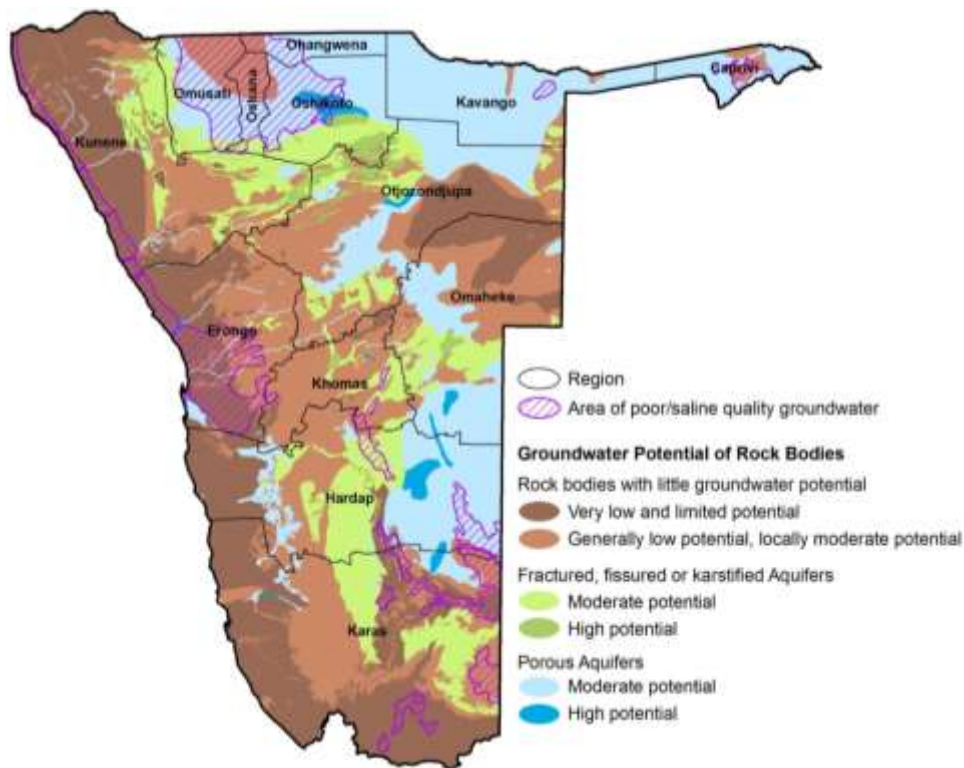 Ohangwena
Omusati
Oshana
Oshikoto
Kavango
Caprivi
Kunene
Otjozondjupa
Omaheke
Erongo
Khomas
Hardap
Karas
Region
Area of poor/saline quality groundwater
Groundwater Potential of Rock Bodies
Rock bodies with little groundwater potential
Very low and limited potential
Generally low potential, locally moderate potential
Fractured, fissured or karstified Aquifers
Moderate potential
High potential
Porous Aquifers
Moderate potential
High potential